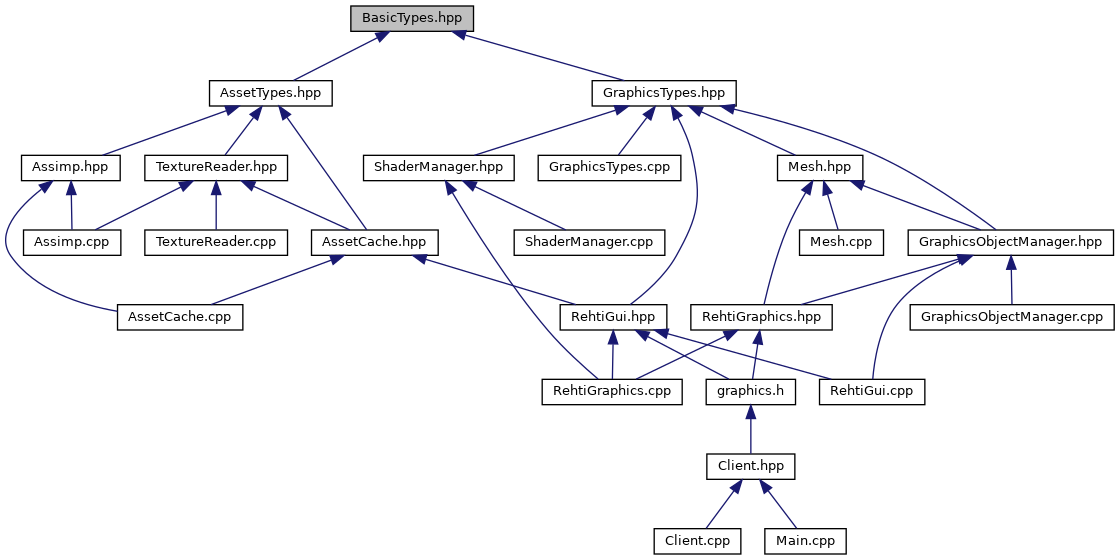 BasicTypes.hpp
AssetTypes.hpp
GraphicsTypes.hpp
Assimp.hpp
TextureReader.hpp
ShaderManager.hpp
GraphicsTypes.cpp
Mesh.hpp
Assimp.cpp
TextureReader.cpp
AssetCache.hpp
ShaderManager.cpp
Mesh.cpp
GraphicsObjectManager.hpp
AssetCache.cpp
RehtiGui.hpp
RehtiGraphics.hpp
GraphicsObjectManager.cpp
RehtiGraphics.cpp
graphics.h
RehtiGui.cpp
Client.hpp
Client.cpp
Main.cpp